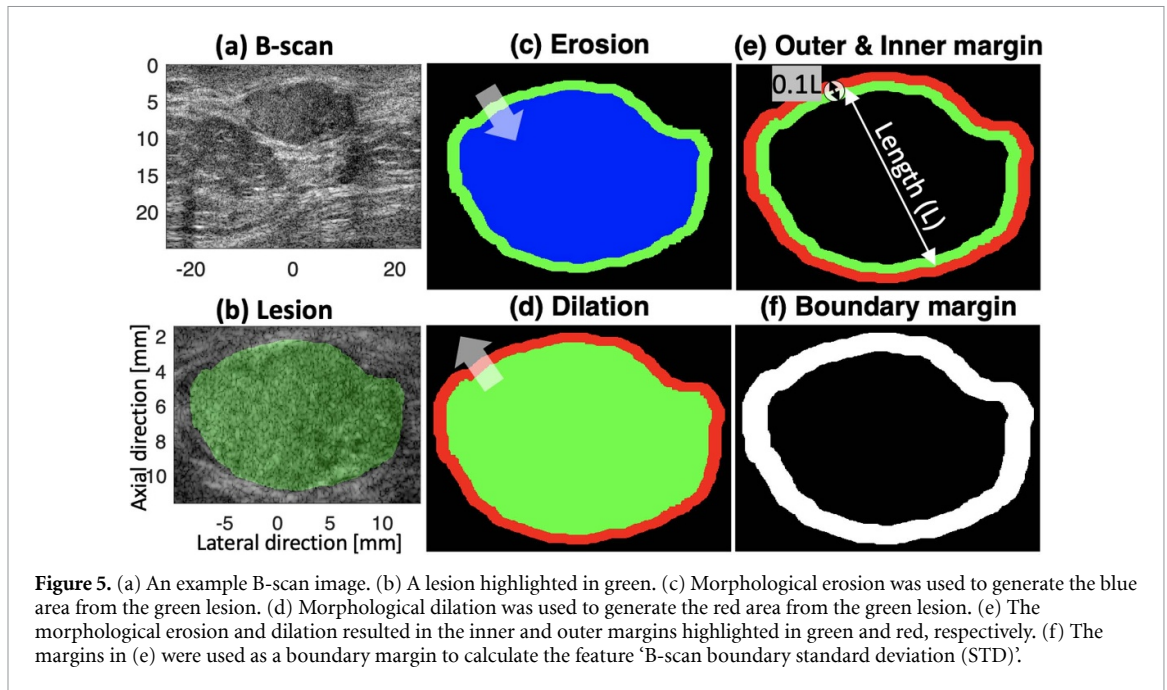 (a) B-scan
(c) Erosion
(e) Outer & Inner margin
0
5
10
15
20
-20 0 20
0.1L
Length (L)
(b) Lesion
(d) Dilation
(f) Boundary margin
Axial direction [mm]
2
4
6
8
10
-5 0 5 10
Lateral direction [mm]
Figure 5. (a) An example B-scan image. (b) A lesion highlighted in green. (c) Morphological erosion was used to generate the blue
area from the green lesion. (d) Morphological dilation was used to generate the red area from the green lesion. (e) The
morphological erosion and dilation resulted in the inner and outer margins highlighted in green and red, respectively. (f) The
margins in (e) were used as a boundary margin to calculate the feature ‘B-scan boundary standard deviation (STD)’.